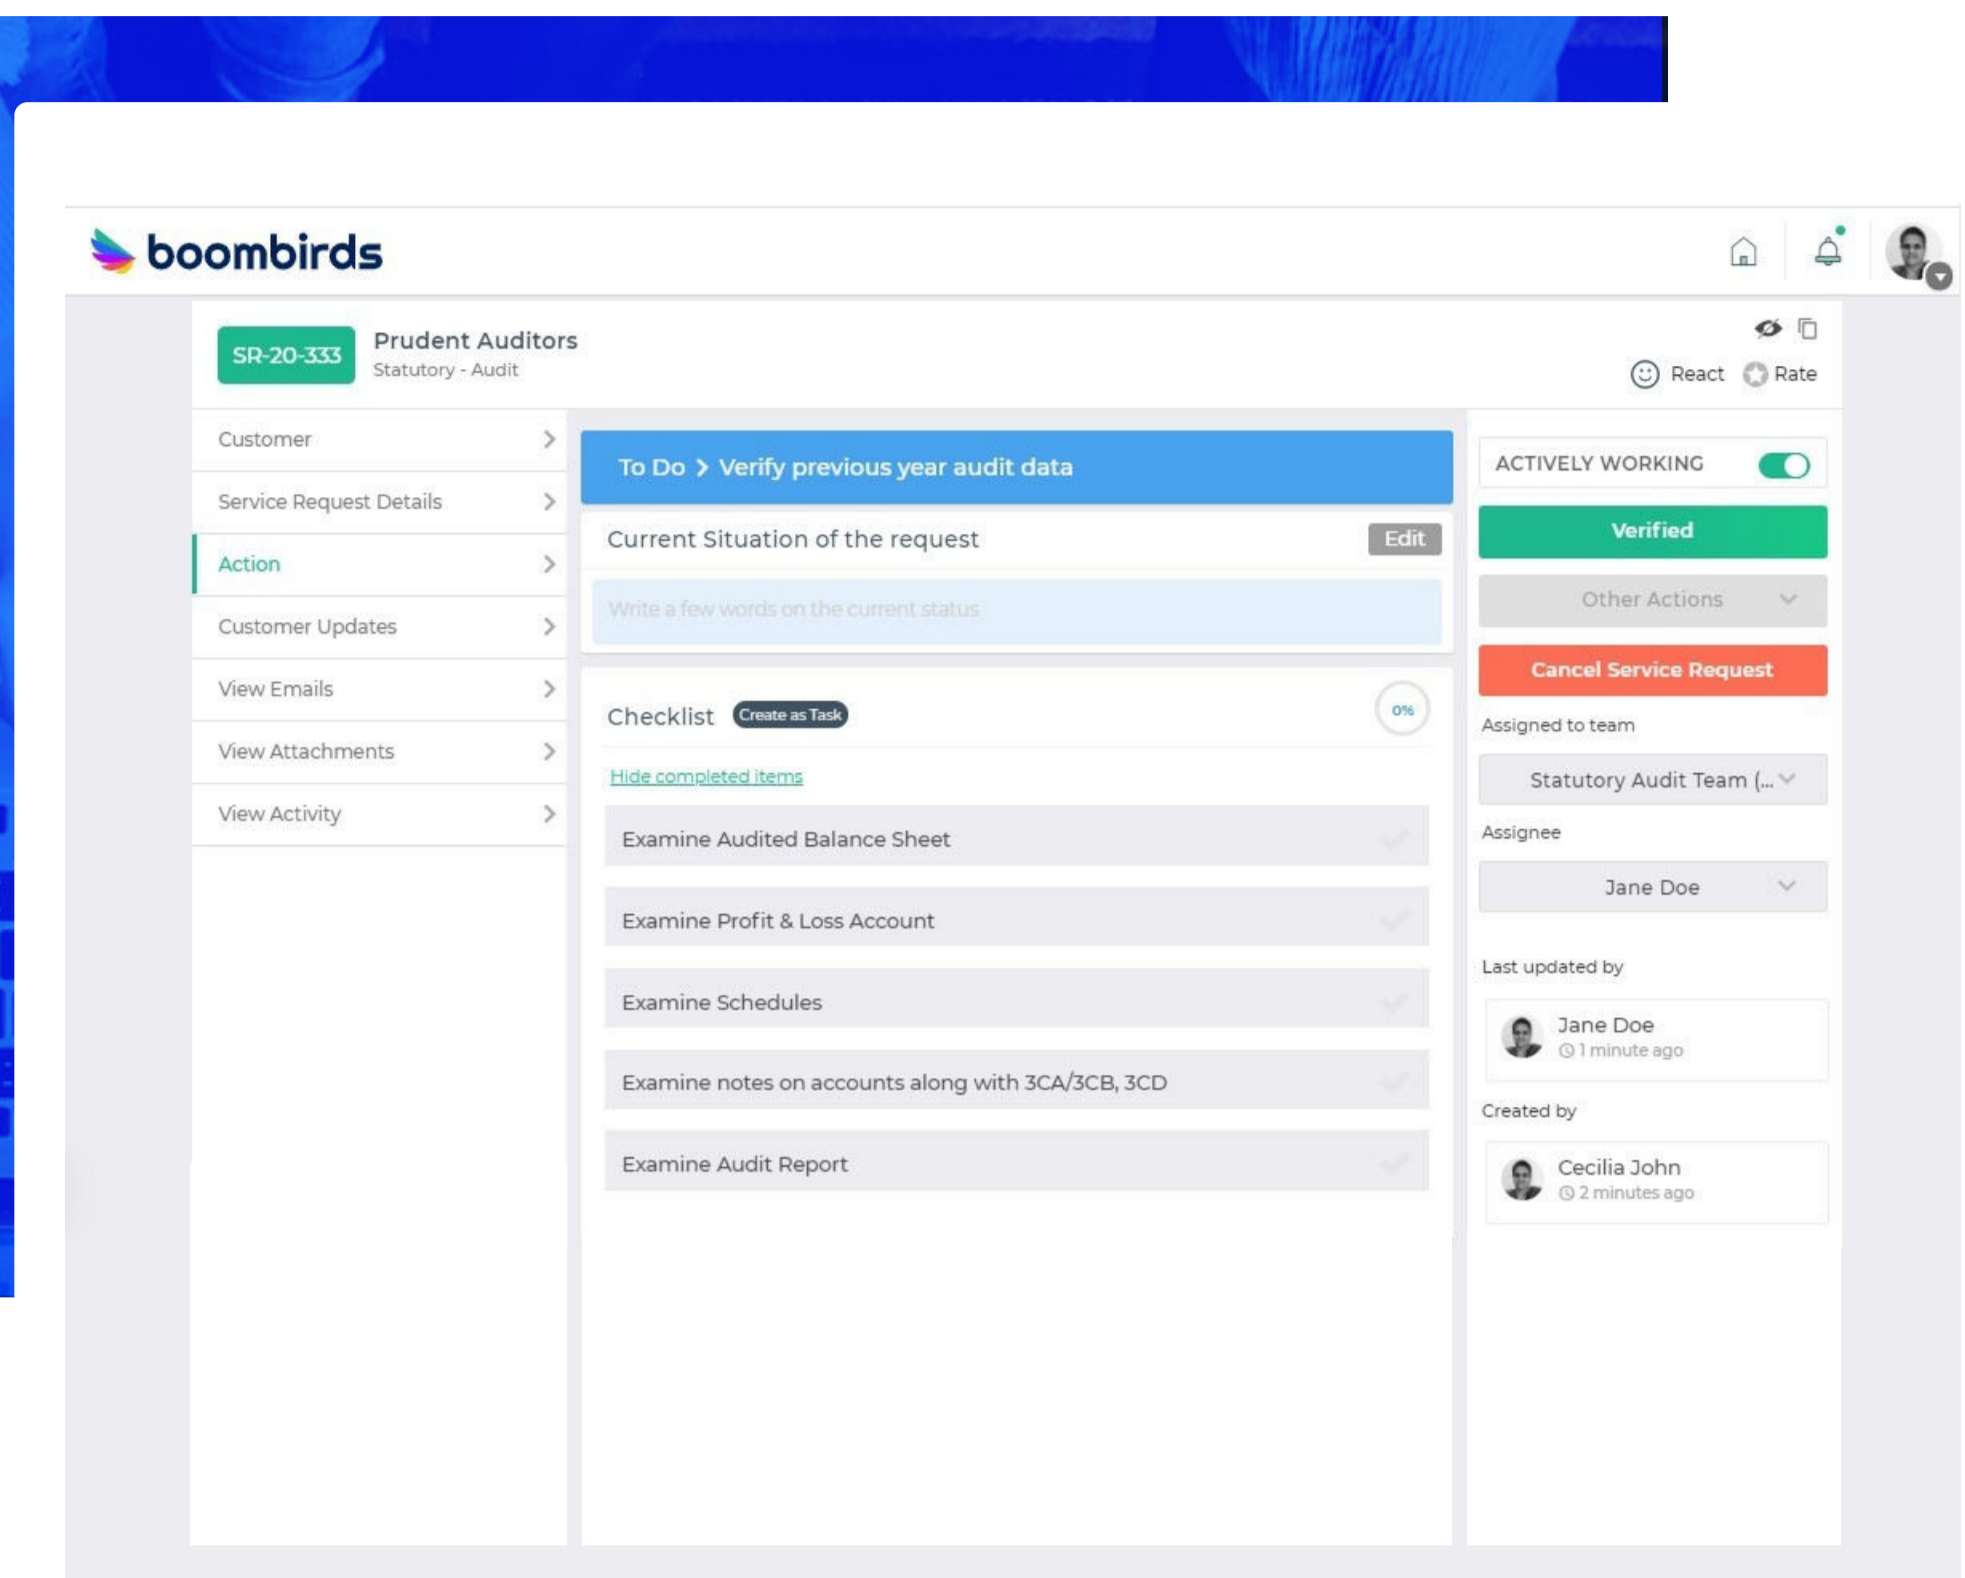 boombirds
SR-20-333
Prudent Auditors
Statutory - Audit
React
Rate
Customer
Service Request Details
Action
Customer Updates
View Emails
View Attachments
View Activity
To Do > Verify previous year audit data
Current Situation of the request
Edit
Write a few words on the current status
Checklist
Create as Task
0%
Hide completed items
Examine Audited Balance Sheet
Examine Profit & Loss Account
Examine Schedules
Examine notes on accounts along with 3CA/3CB, 3CD
Examine Audit Report
ACTIVELY WORKING
Verified
Other Actions
Cancel Service Request
Assigned to team
Statutory Audit Team (...
Assignee
Jane Doe
Last updated by
Jane Doe
1 minute ago
Created by
Cecilia John
2 minutes ago